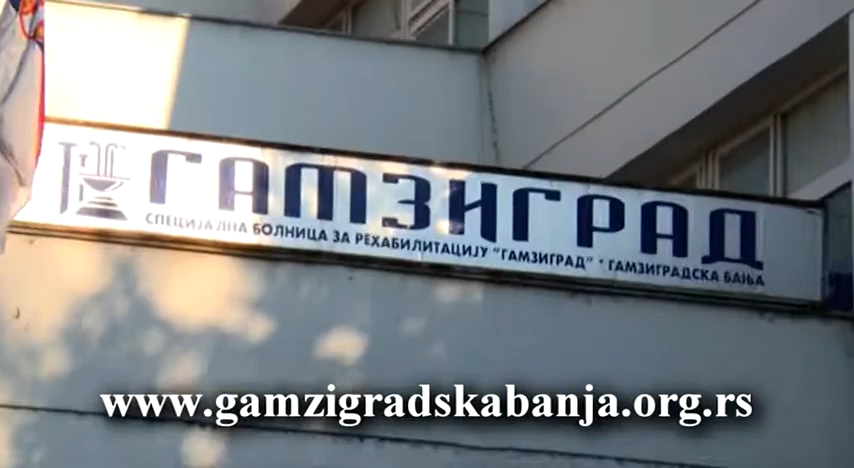 ГАМЗИГРАД
СПЕЦИЈАЛНА БОЛНИЦА ЗА РЕХАБИЛИТАЦИЈУ "ГАМЗИГРАД" * ГАМЗИГРАДСКА БАЊА
www.gamzigradskabanja.org.rs